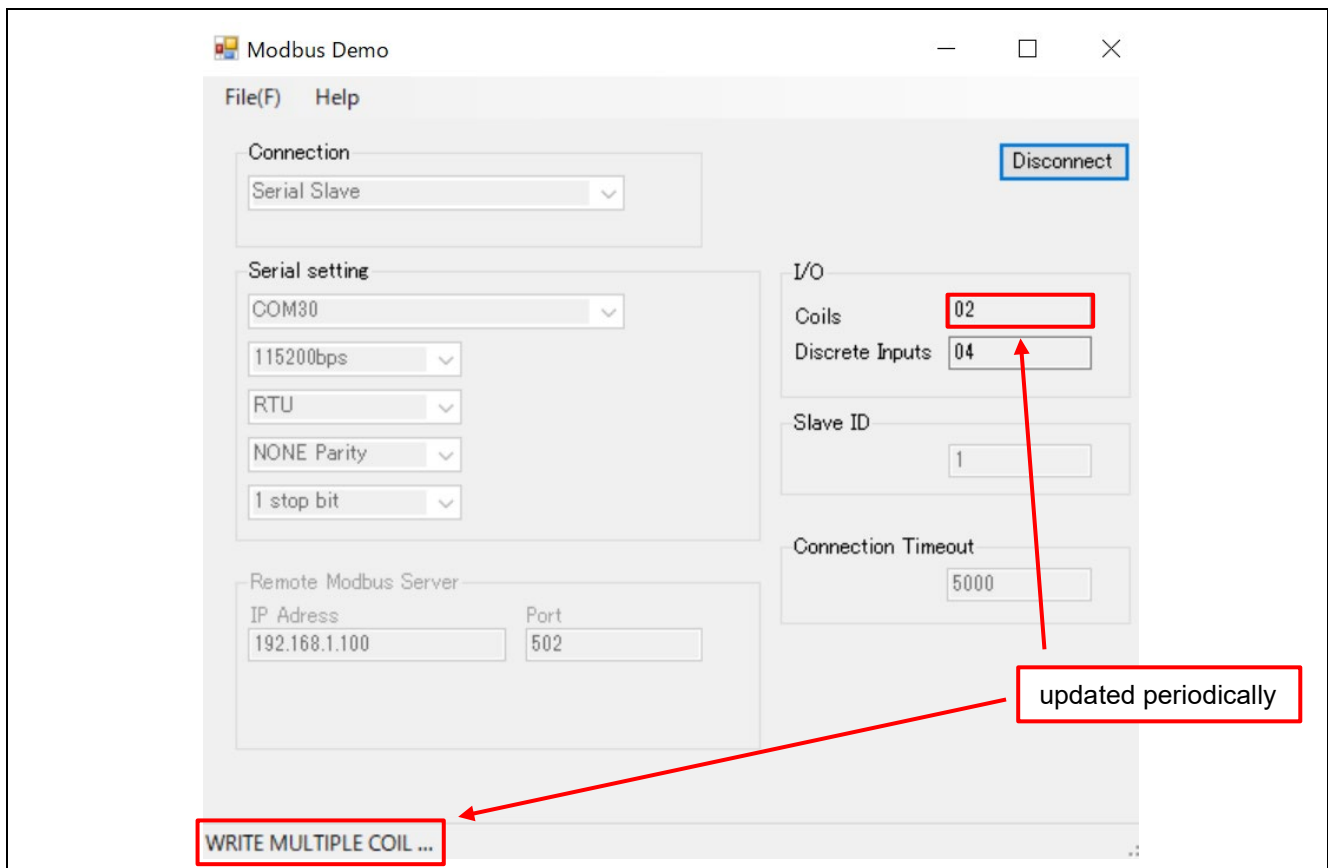 Modbus Demo
File(F) Help
Connection
Serial Slave
Disconnect
Serial setting
COM30
115200bps
RTU
NONE Parity
1 stop bit
I/O
Coils 02
Discrete Inputs 04
Slave ID
1
Connection Timeout
5000
Remote Modbus Server
IP Adress Port
192.168.1.100 502
updated periodically
WRITE MULTIPLE COIL ...